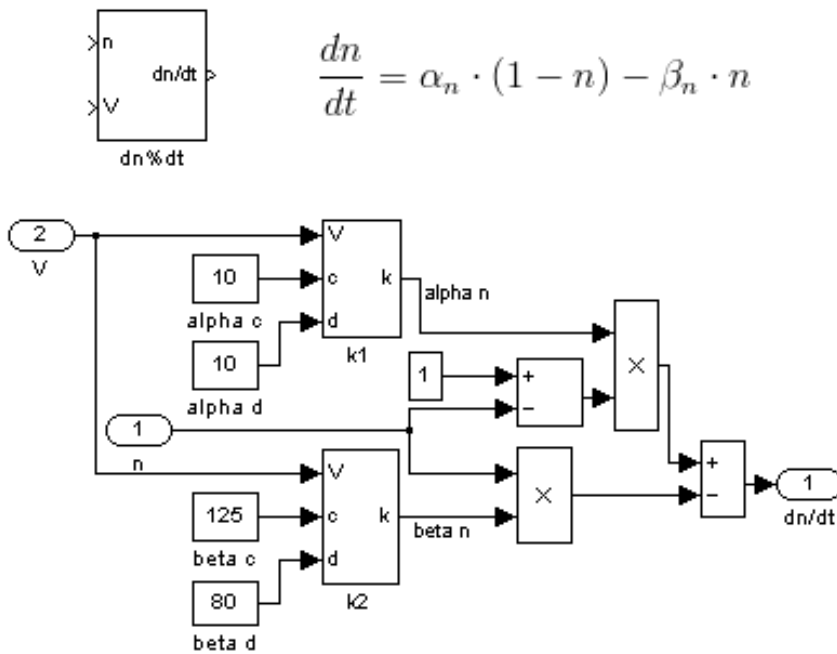 n
dn/dt
V
dn%dt
dn/dt = αn · (1 − n) − βn · n
2
V
V
10
c
k
alpha n
alpha c
d
10
k1
alpha d
1
+
−
×
1
n
V
125
c
k
beta n
×
beta c
d
80
k2
beta d
+
−
1
dn/dt